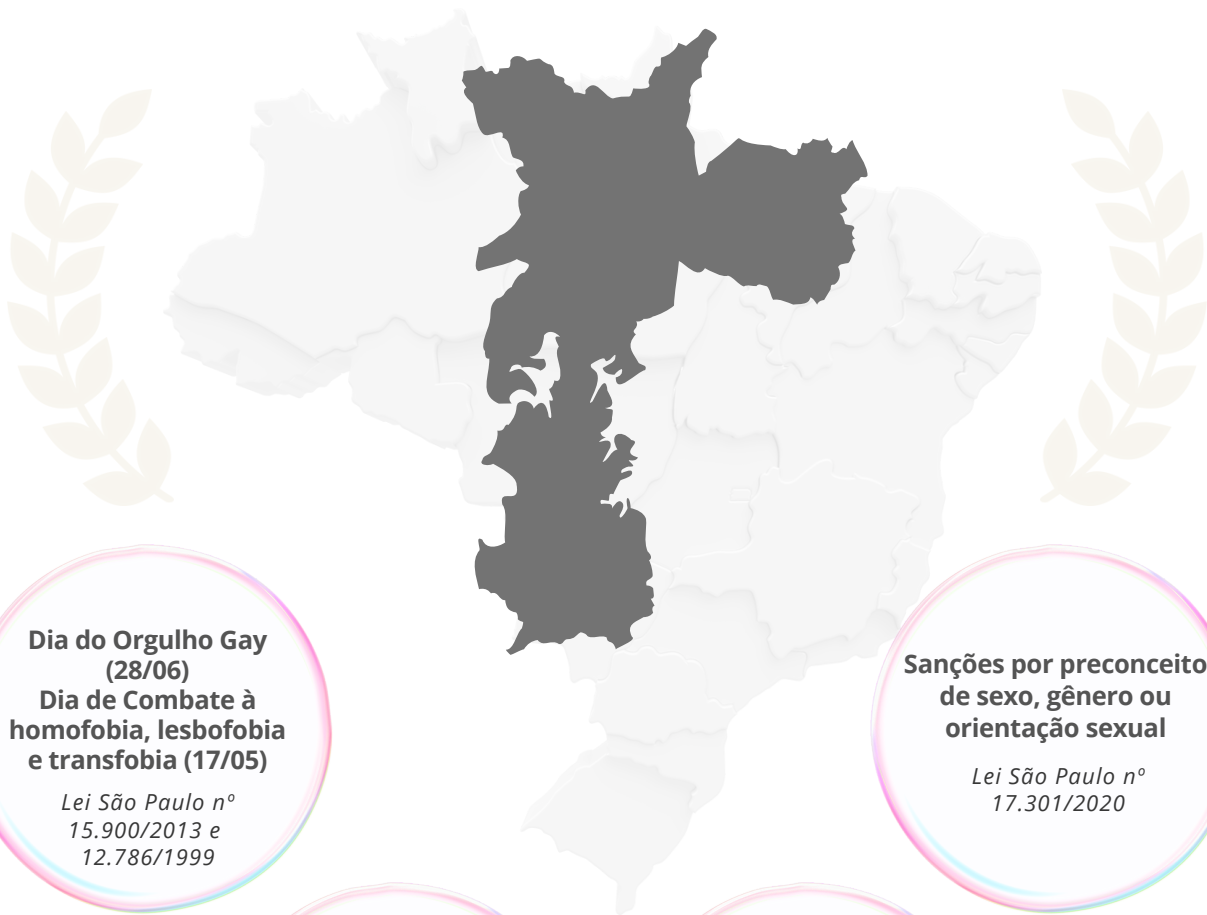 Dia do Orgulho Gay
(28/06)
Dia de Combate à
homofobia, lesbofobia
e transfobia (17/05)
Lei São Paulo nº
15.900/2013 e
12.786/1999
Sanções por preconceito
de sexo, gênero ou
orientação sexual
Lei São Paulo nº
17.301/2020